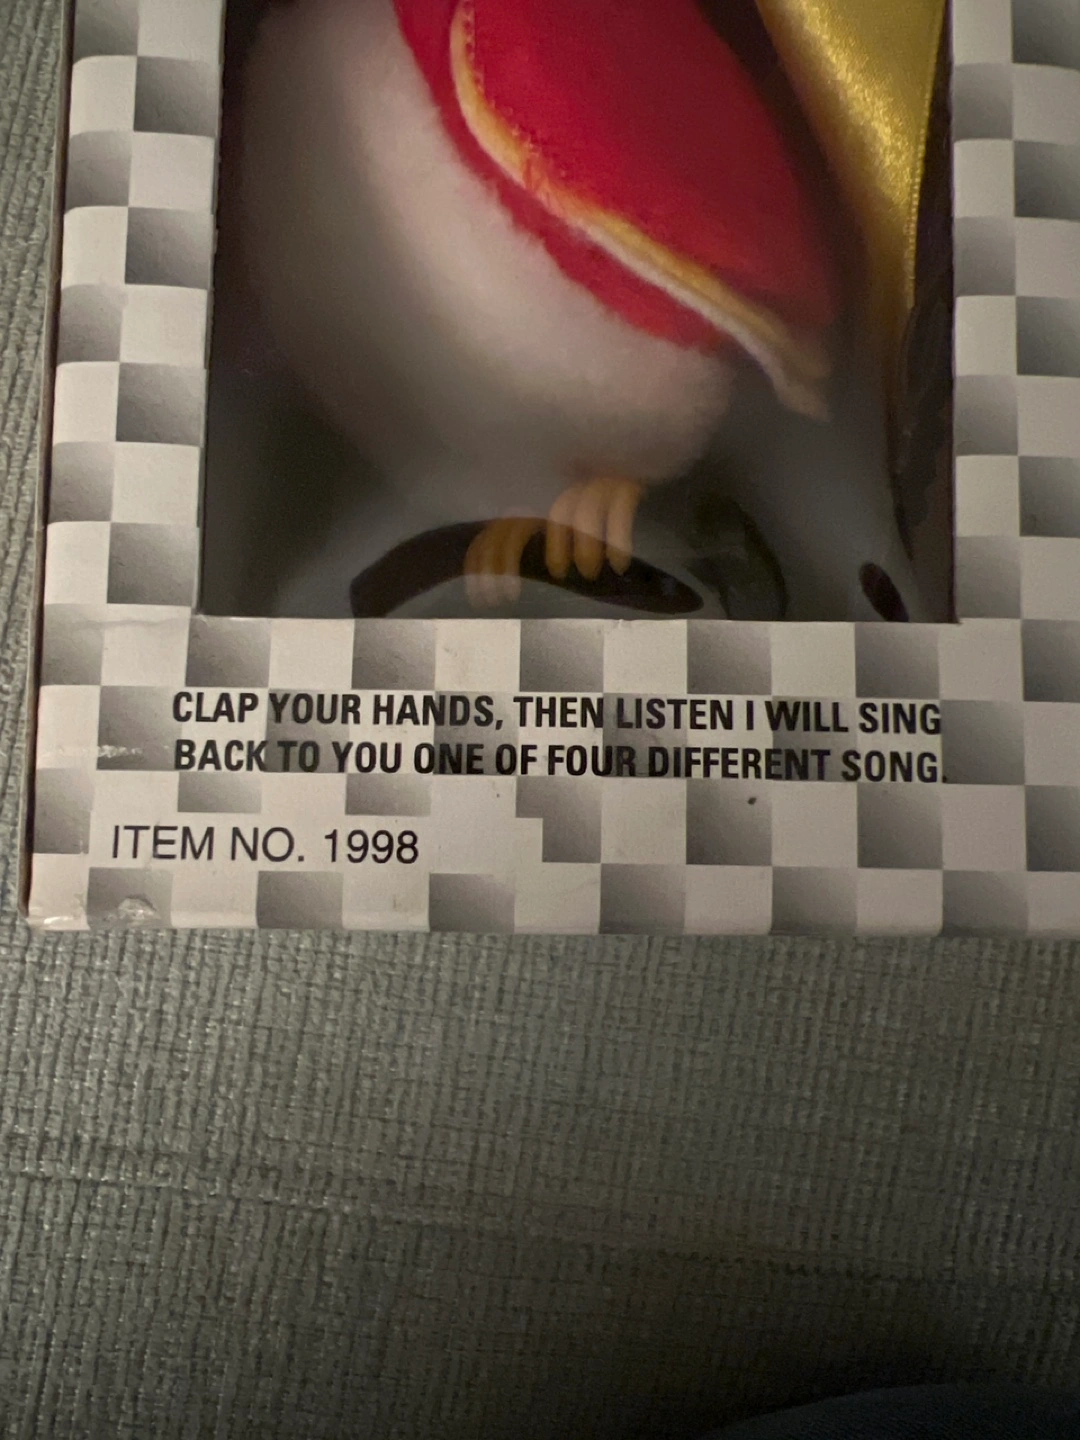 CLAP YOUR HANDS, THEN LISTEN I WILL SING
BACK TO YOU ONE OF FOUR DIFFERENT SONG.
ITEM NO. 1998